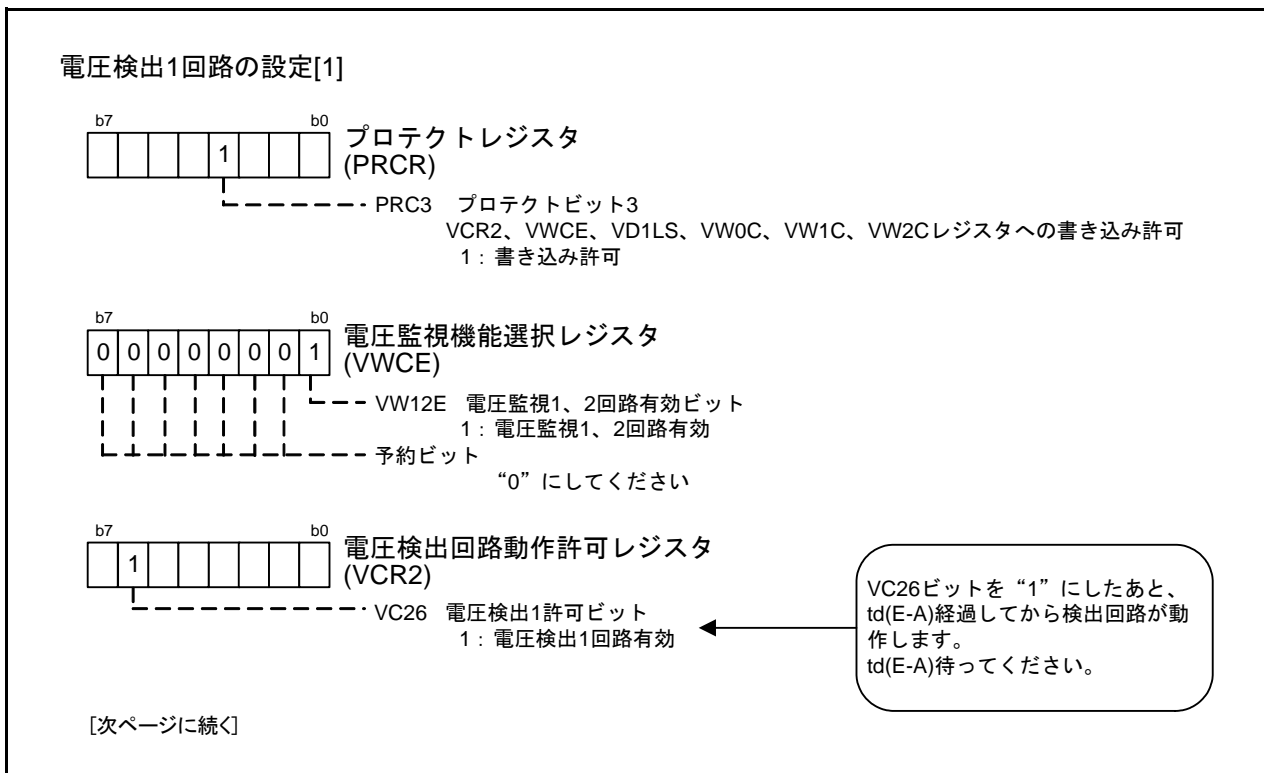 電圧検出1回路の設定[1]
b7 b0
1
プロテクトレジスタ
(PRCR)
PRC3 プロテクトビット3
VCR2、VWCE、VD1LS、VW0C、VW1C、VW2Cレジスタへの書き込み許可
1：書き込み許可
b7 b0
0 0 0 0 0 0 0 1
電圧監視機能選択レジスタ
(VWCE)
VW12E 電圧監視1、2回路有効ビット
1：電圧監視1、2回路有効
予約ビット
“0”にしてください
b7 b0
1
電圧検出回路動作許可レジスタ
(VCR2)
VC26 電圧検出1許可ビット
1：電圧検出1回路有効
VC26ビットを“1”にしたあと、
td(E-A)経過してから検出回路が動
作します。
td(E-A)待ってください。
[次ページに続く]